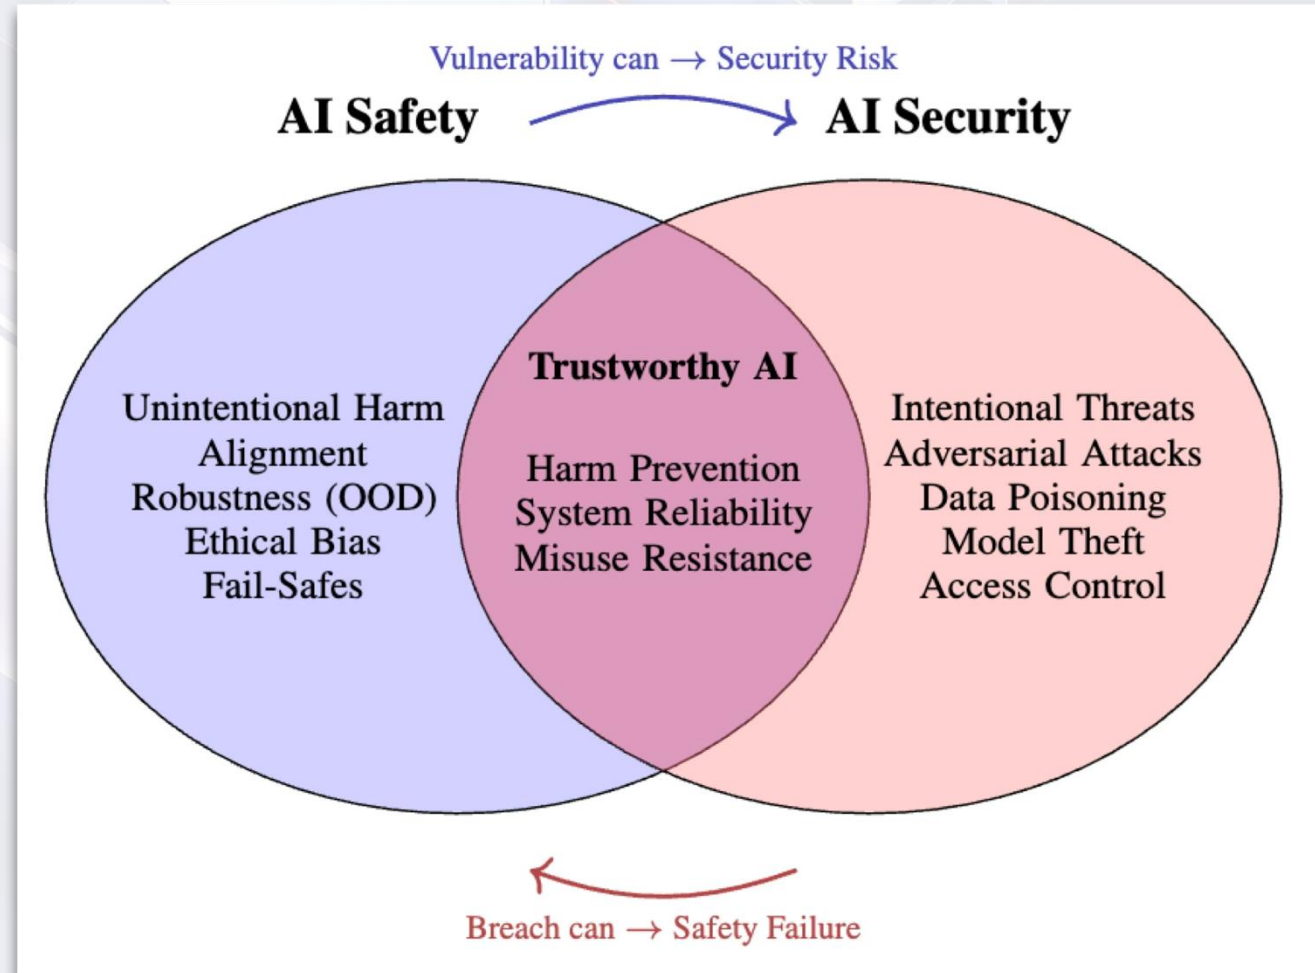 Vulnerability can → Security Risk
AI Safety
AI Security
Unintentional Harm
Alignment
Robustness (OOD)
Ethical Bias
Fail-Safes
Trustworthy AI
Harm Prevention
System Reliability
Misuse Resistance
Intentional Threats
Adversarial Attacks
Data Poisoning
Model Theft
Access Control
Breach can → Safety Failure